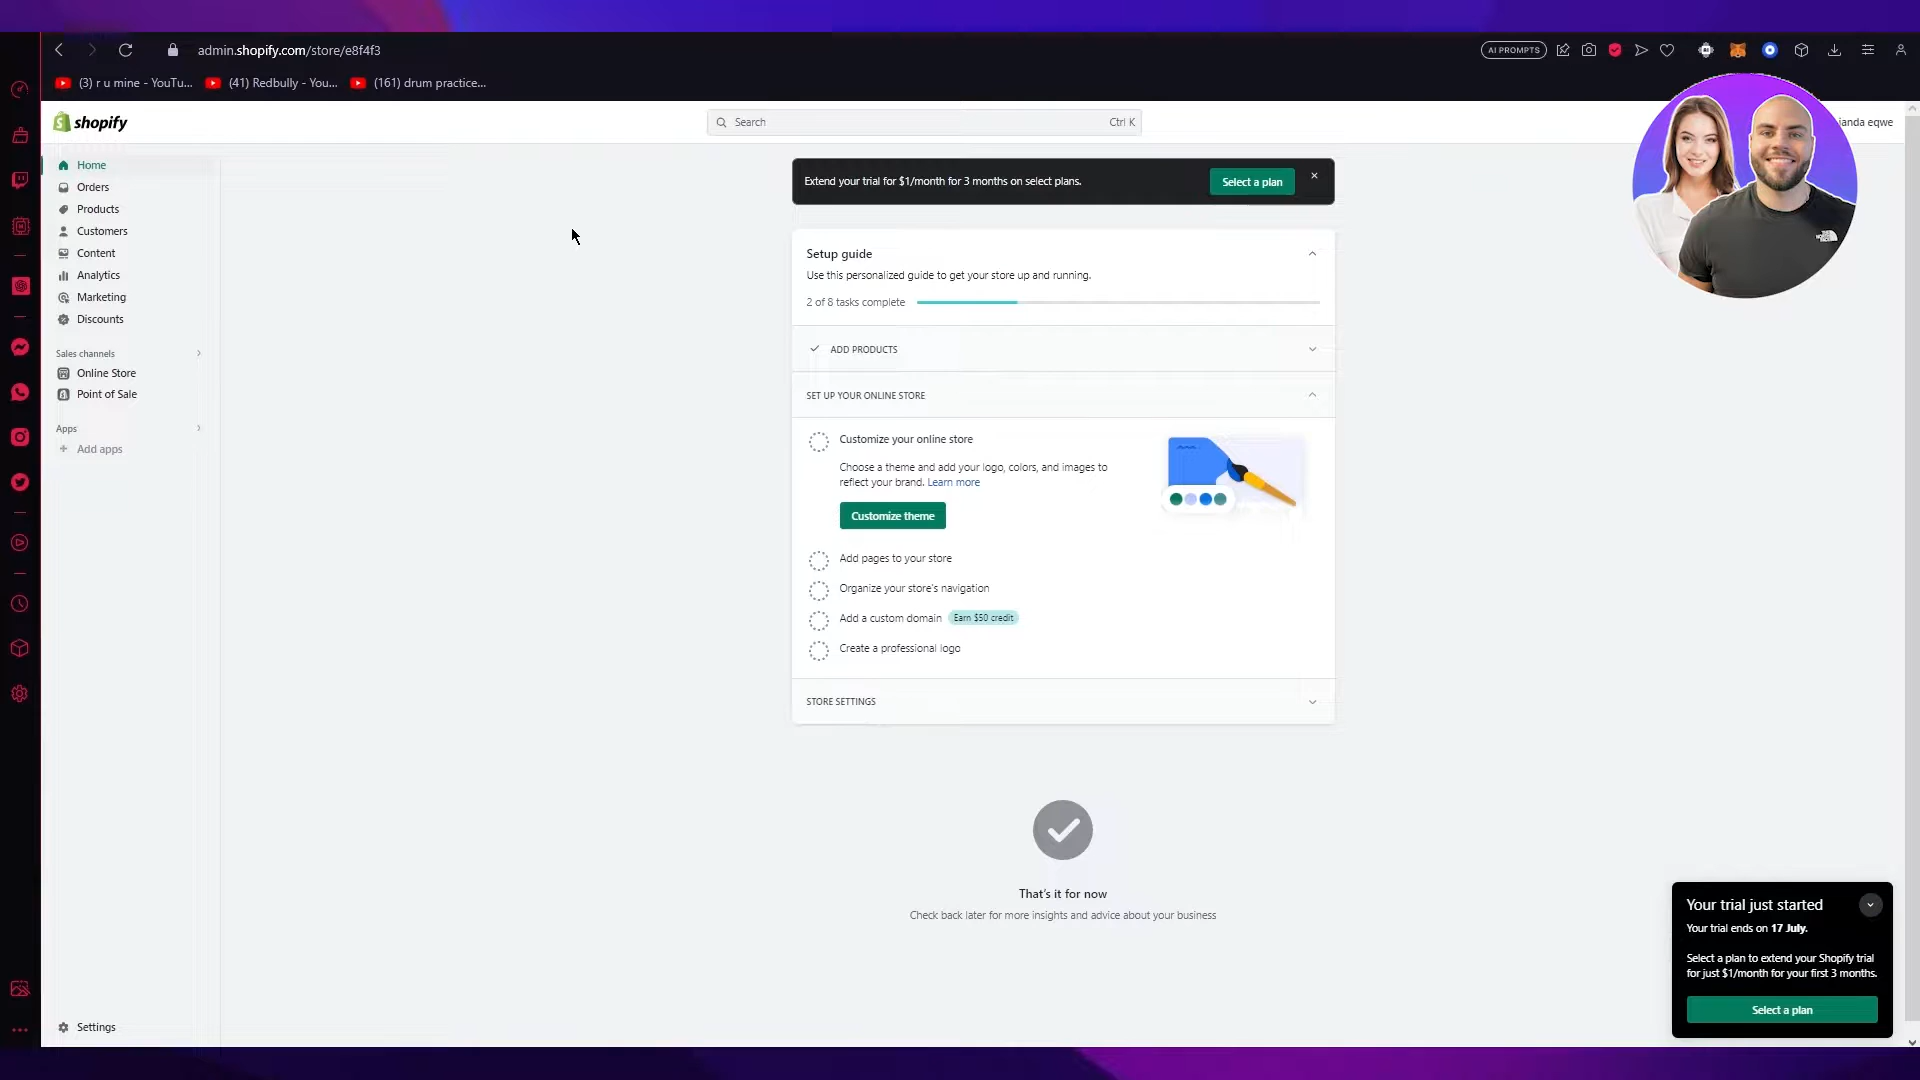 admin.shopify.com/store/e8f4f3
AI PROMPTS
(3) r u mine - YouTu...
(41) Redbully - You...
(161) drum practice...
shopify
Search
Ctrl K
ianda eqwe
Home
Orders
Products
Customers
Content
Analytics
Marketing
Discounts
Sales channels
Online Store
Point of Sale
Apps
Add apps
Settings
Extend your trial for $1/month for 3 months on select plans.
Select a plan
Setup guide
Use this personalized guide to get your store up and running.
2 of 8 tasks complete
ADD PRODUCTS
SET UP YOUR ONLINE STORE
Customize your online store
Choose a theme and add your logo, colors, and images to
reflect your brand. Learn more
Customize theme
Add pages to your store
Organize your store's navigation
Add a custom domain
Earn $50 credit
Create a professional logo
STORE SETTINGS
That's it for now
Check back later for more insights and advice about your business
Your trial just started
Your trial ends on 17 July.
Select a plan to extend your Shopify trial
for just $1/month for your first 3 months.
Select a plan